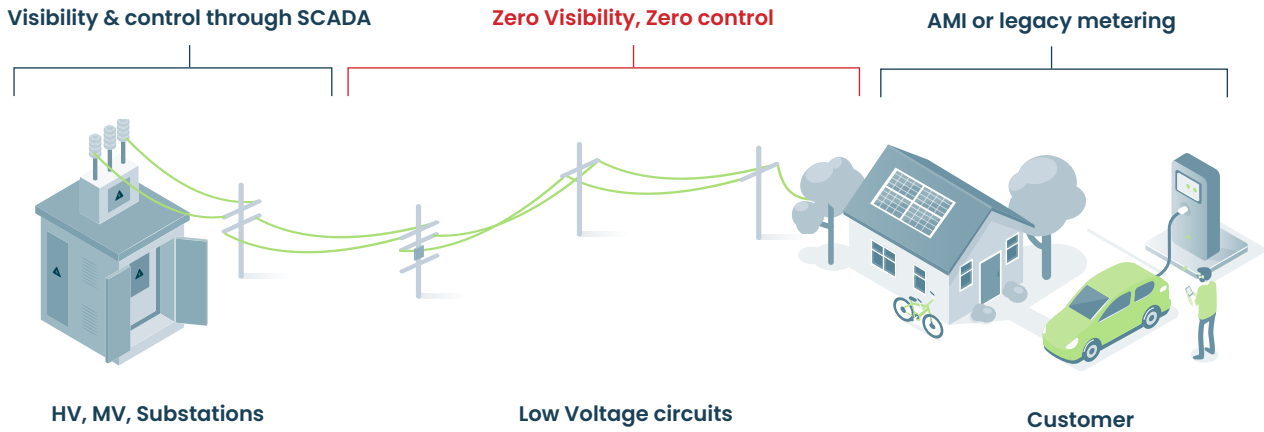 Visibility & control through SCADA
Zero Visibility, Zero control
AMI or legacy metering
HV, MV, Substations
Low Voltage circuits
Customer